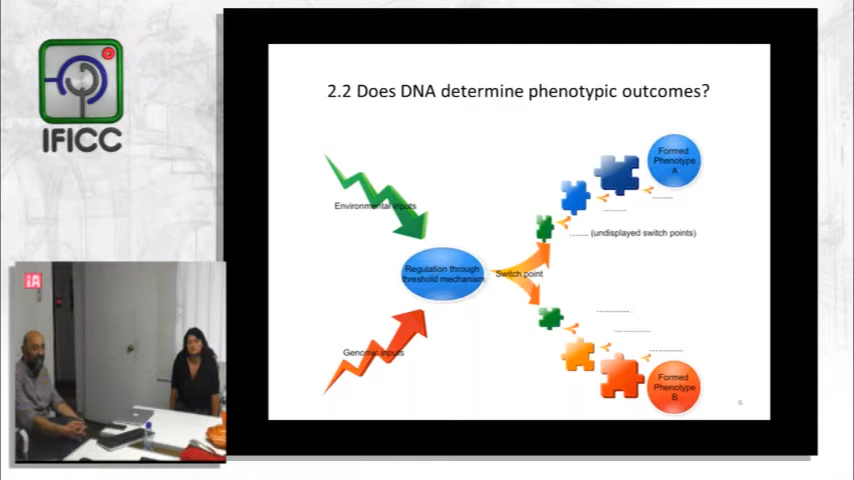 IFICC
iA
2.2 Does DNA determine phenotypic outcomes?
Environmental inputs
Formed
Phenotype
A
(undisplayed switch points)
Regulation through
threshold mechanism
Switch point
Genomic inputs
Formed
Phenotype
B
6